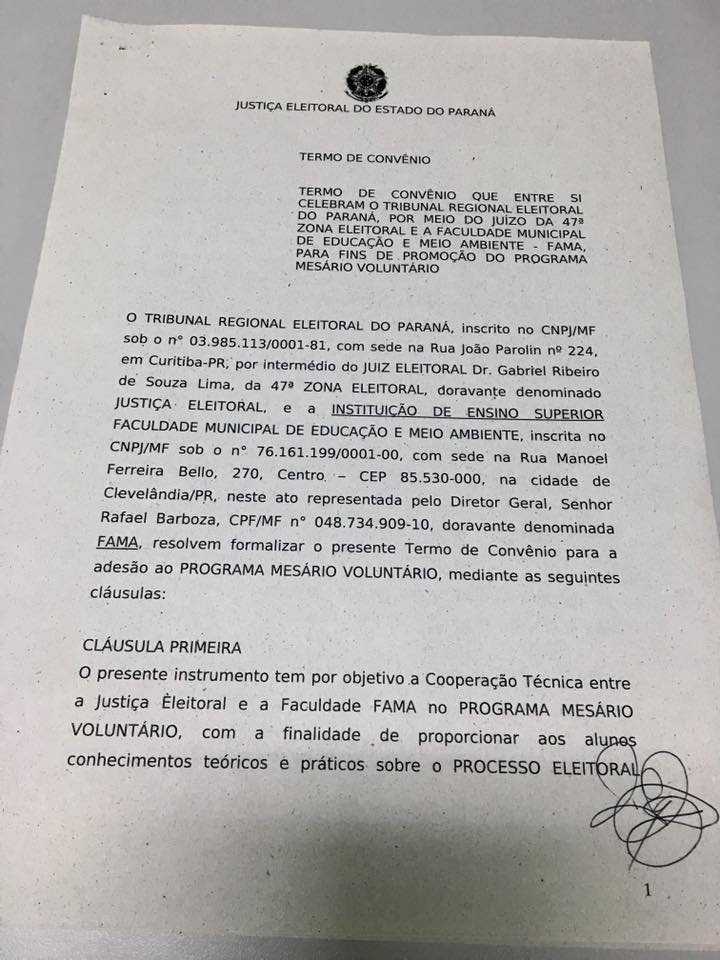 JUSTIÇA ELEITORAL DO ESTADO DO PARANÁ
TERMO DE CONVÊNIO
TERMO DE CONVÊNIO QUE ENTRE SI
CELEBRAM O TRIBUNAL REGIONAL ELEITORAL
DO PARANÁ, POR MEIO DO JUÍZO DA 47ª
ZONA ELEITORAL E A FACULDADE MUNICIPAL
DE EDUCAÇÃO E MEIO AMBIENTE - FAMA,
PARA FINS DE PROMOÇÃO DO PROGRAMA
MESÁRIO VOLUNTÁRIO
O TRIBUNAL REGIONAL ELEITORAL DO PARANÁ, inscrito no CNPJ/MF
sob o n° 03.985.113/0001-81, com sede na Rua João Parolin nº 224,
em Curitiba-PR, por intermédio do JUIZ ELEITORAL Dr. Gabriel Ribeiro
de Souza Lima, da 47ª ZONA ELEITORAL, doravante denominado
JUSTIÇA ELEITORAL, e a INSTITUIÇÃO DE ENSINO SUPERIOR
FACULDADE MUNICIPAL DE EDUCAÇÃO E MEIO AMBIENTE, inscrita no
CNPJ/MF sob o n° 76.161.199/0001-00, com sede na Rua Manoel
Ferreira Bello, 270, Centro – CEP 85.530-000, na cidade de
Clevelândia/PR, neste ato representada pelo Diretor Geral, Senhor
Rafael Barboza, CPF/MF n° 048.734.909-10, doravante denominada
FAMA, resolvem formalizar o presente Termo de Convênio para a
adesão ao PROGRAMA MESÁRIO VOLUNTÁRIO, mediante as seguintes
cláusulas:
CLÁUSULA PRIMEIRA
O presente instrumento tem por objetivo a Cooperação Técnica entre
a Justiça Eleitoral e a Faculdade FAMA no PROGRAMA MESÁRIO
VOLUNTÁRIO, com a finalidade de proporcionar aos alunos
conhecimentos teóricos e práticos sobre o PROCESSO ELEITORAL
1